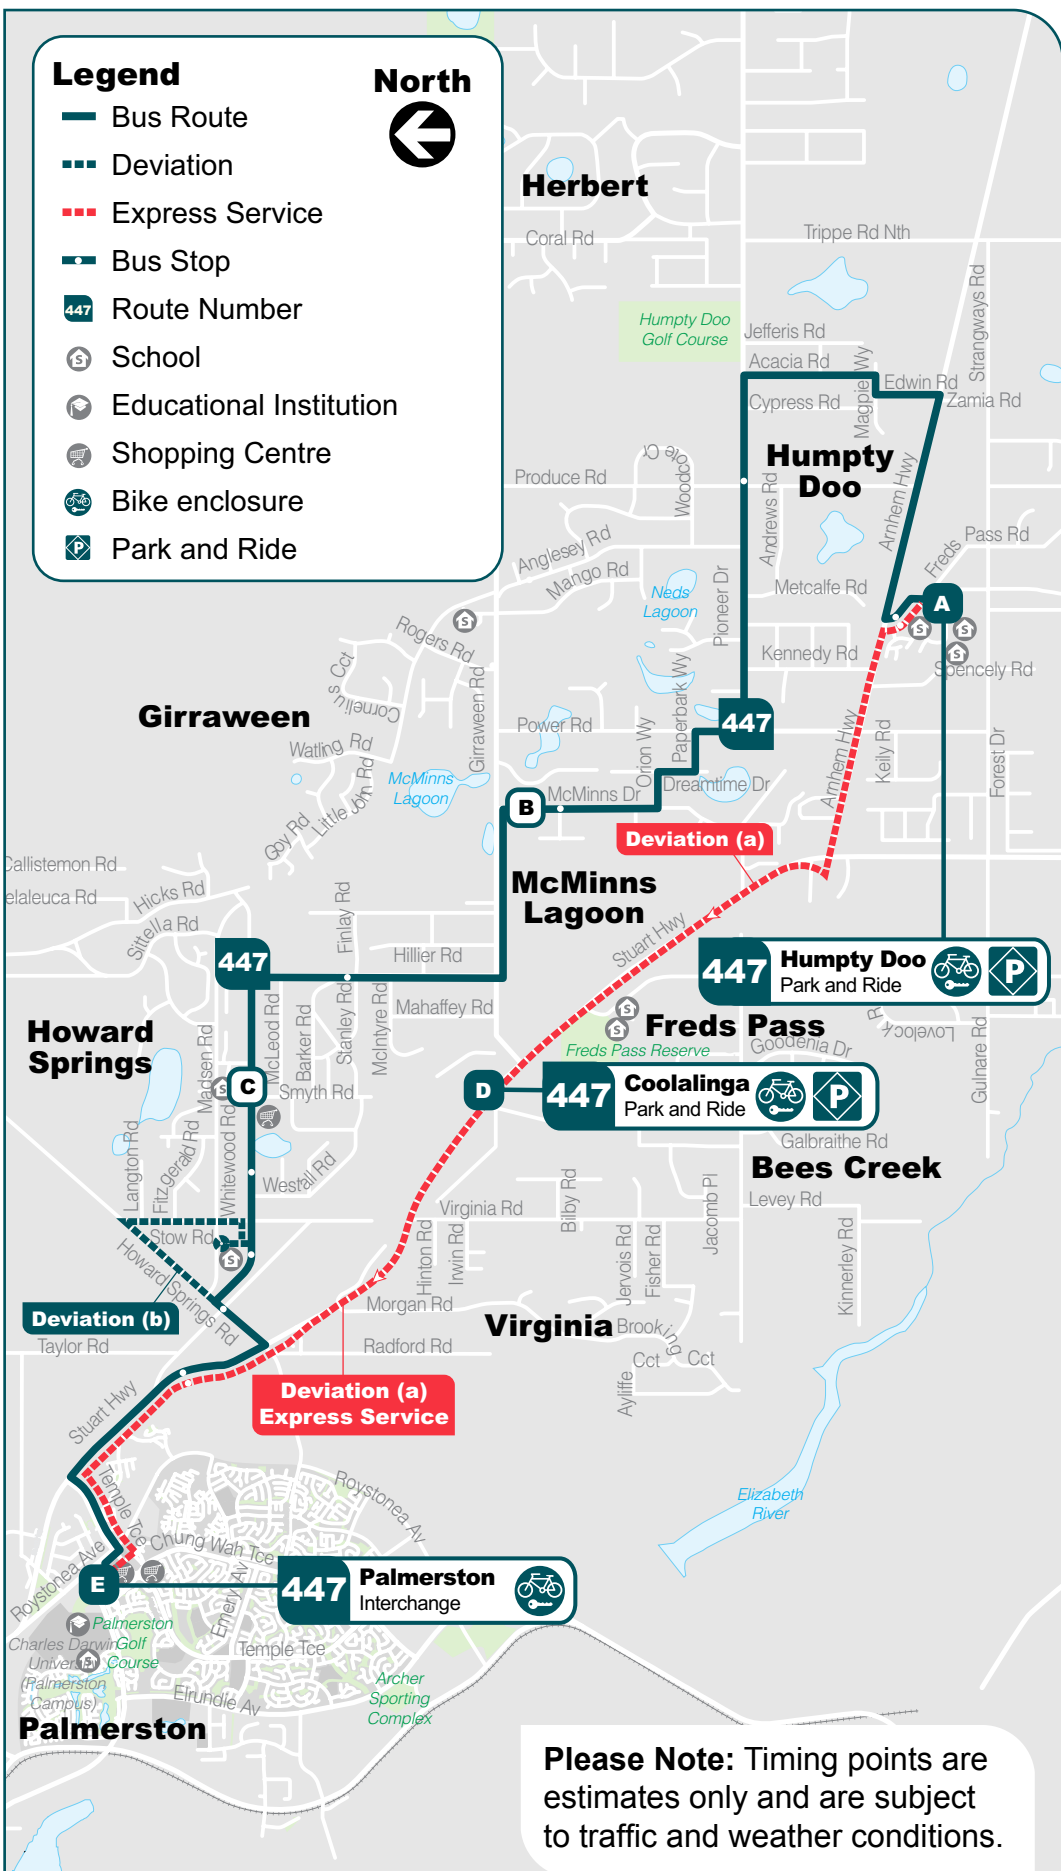 Legend
North
Bus Route
Deviation
Express Service
Bus Stop
447
Route Number
S
School
Educational Institution
Shopping Centre
Bike enclosure
P
Park and Ride
Herbert
Coral Rd
Trippe Rd Nth
Strangways Rd
Humpty Doo
Golf Course
Jefferis Rd
Acacia Rd
Magpie Wy
Edwin Rd
Zamia Rd
Cypress Rd
Humpty
Doo
Woodcote Cr
Produce Rd
Andrews Rd
Arnhem Hwy
Freds Pass Rd
Anglesey Rd
Mango Rd
Neds
Lagoon
Pioneer Dr
Metcalfe Rd
A
S
S
S
S
Rogers Rd
Kennedy Rd
Spencely Rd
Cornelius Cct
Girraween Rd
Girraween
Paperbark Wy
447
Power Rd
Orion Wy
Arnhem Hwy
Keily Rd
Forest Dr
Watling Rd
Little John Rd
McMinns
Lagoon
B
McMinns Dr
Dreamtime Dr
Goy Rd
Deviation (a)
Callistemon Rd
elaleuca Rd
Hicks Rd
McMinns
Lagoon
Sittella Rd
Finlay Rd
Hillier Rd
Stuart Hwy
447
447
Humpty Doo
Park and Ride
P
Mahaffey Rd
Howard
Springs
McLeod Rd
Barker Rd
Stanley Rd
McIntyre Rd
S
S
Freds Pass
Freds Pass Reserve
Goodenia Dr
Lovelock R
Gulnare Rd
Madsen Rd
S
C
Smyth Rd
D
447
Coolalinga
Park and Ride
P
Langton Rd
Fitzgerald Rd
Whitewood Rd
Westall Rd
Galbraithe Rd
Bees Creek
Levey Rd
Virginia Rd
Bilby Rd
Jacomb Pl
Stow Rd
S
Howard Springs Rd
Hinton Rd
Irwin Rd
Jervois Rd
Fisher Rd
Kinnerley Rd
Deviation (b)
Morgan Rd
Virginia
Brooking
Cct
Taylor Rd
Radford Rd
Ayliffe
Cct
Deviation (a)
Express Service
Stuart Hwy
Temple Tce
Roystonea Av
Elizabeth
River
Chung Wah Tce
Roystonea Ave
E
447
Palmerston
Interchange
Emery Av
Palmerston
Golf
Course
Charles Darwin
University
(Palmerston
Campus)
S
Temple Tce
Elrundie Av
Archer
Sporting
Complex
Palmerston
Please Note: Timing points are
estimates only and are subject
to traffic and weather conditions.